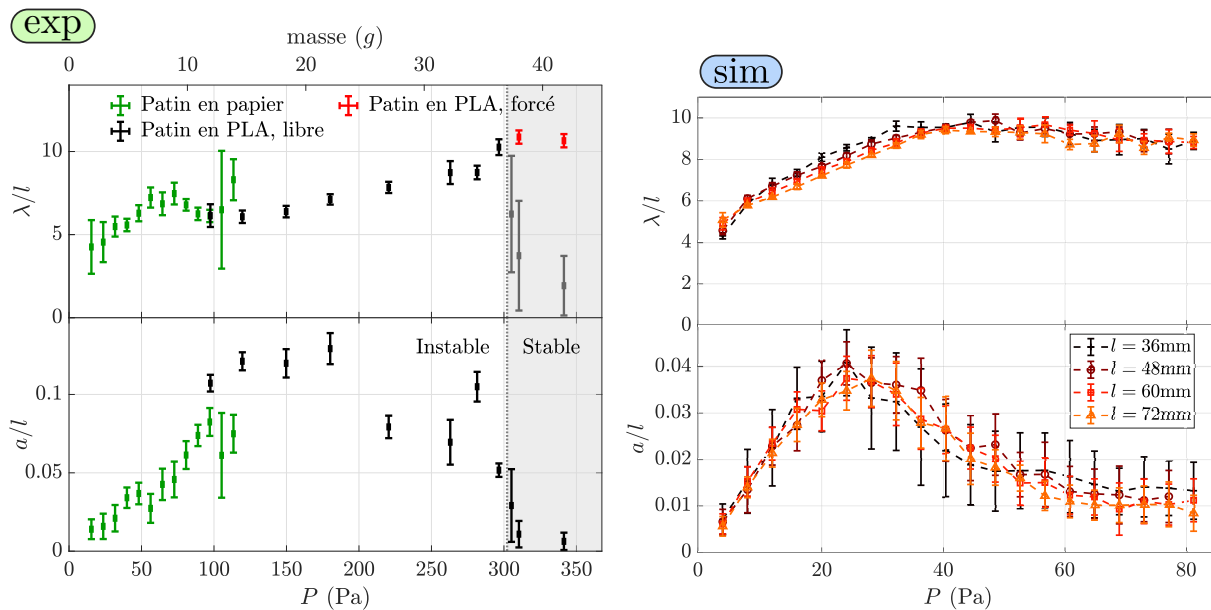 exp
masse (g)
0 10 20 30 40
Patin en papier
Patin en PLA, forcé
Patin en PLA, libre
10
5
0
λ/l
Instable
Stable
0.1
0.05
0
a/l
0 50 100 150 200 250 300 350
P (Pa)
sim
10
8
6
4
2
0
λ/l
l = 36mm
l = 48mm
l = 60mm
l = 72mm
0.04
0.03
0.02
0.01
0
a/l
0 20 40 60 80
P (Pa)